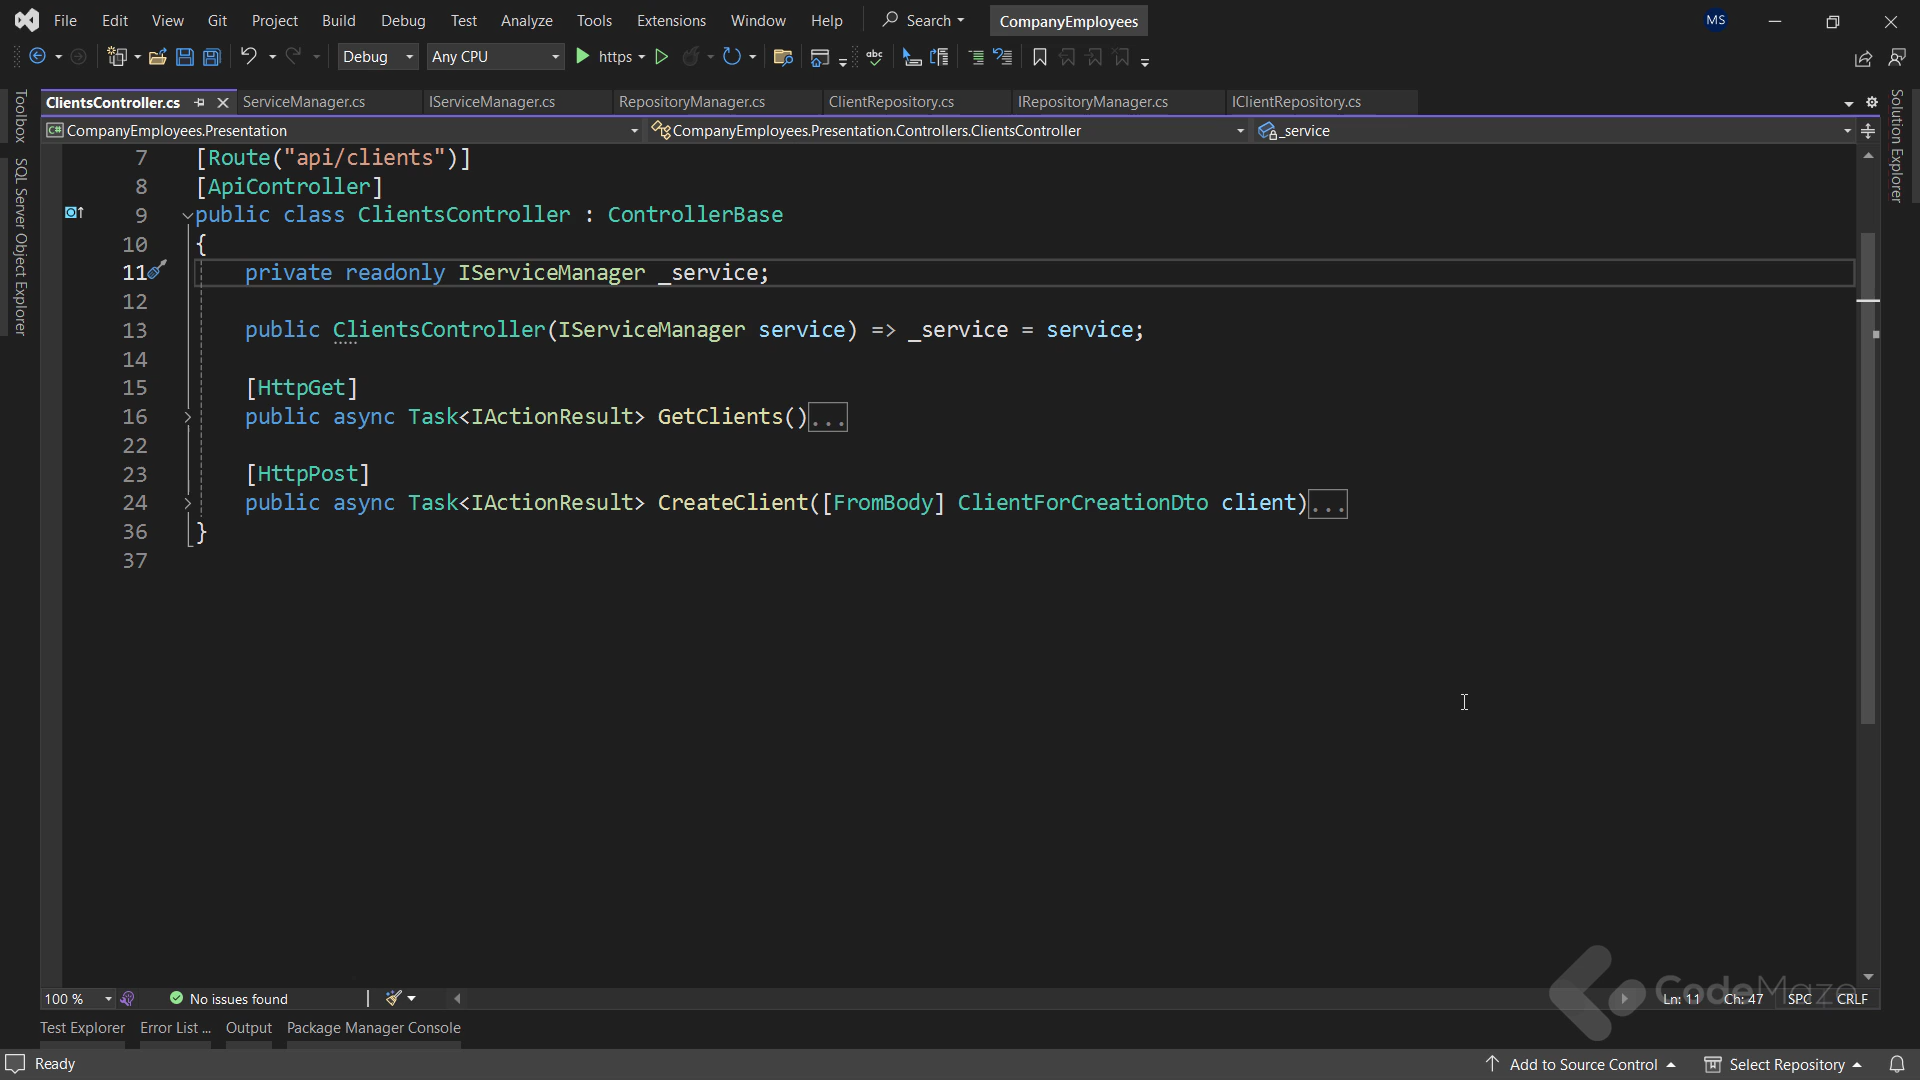 File Edit View Git Project Build Debug Test Analyze Tools Extensions Window Help Search CompanyEmployees MS
Debug Any CPU https
ClientsController.cs ServiceManager.cs IServiceManager.cs RepositoryManager.cs ClientRepository.cs IRepositoryManager.cs IClientRepository.cs
CompanyEmployees.Presentation CompanyEmployees.Presentation.Controllers.ClientsController _service
Toolbox
SQL Server Object Explorer
Solution Explorer
7 [Route("api/clients")]
8 [ApiController]
9 public class ClientsController : ControllerBase
10 {
11 private readonly IServiceManager _service;
12
13 public ClientsController(IServiceManager service) => _service = service;
14
15 [HttpGet]
16 public async Task<IActionResult> GetClients()...
22
23 [HttpPost]
24 public async Task<IActionResult> CreateClient([FromBody] ClientForCreationDto client)...
36 }
37
CodeMaze
100 % No issues found Ln: 11 Ch: 47 SPC CRLF
Test Explorer Error List ... Output Package Manager Console
Ready Add to Source Control Select Repository